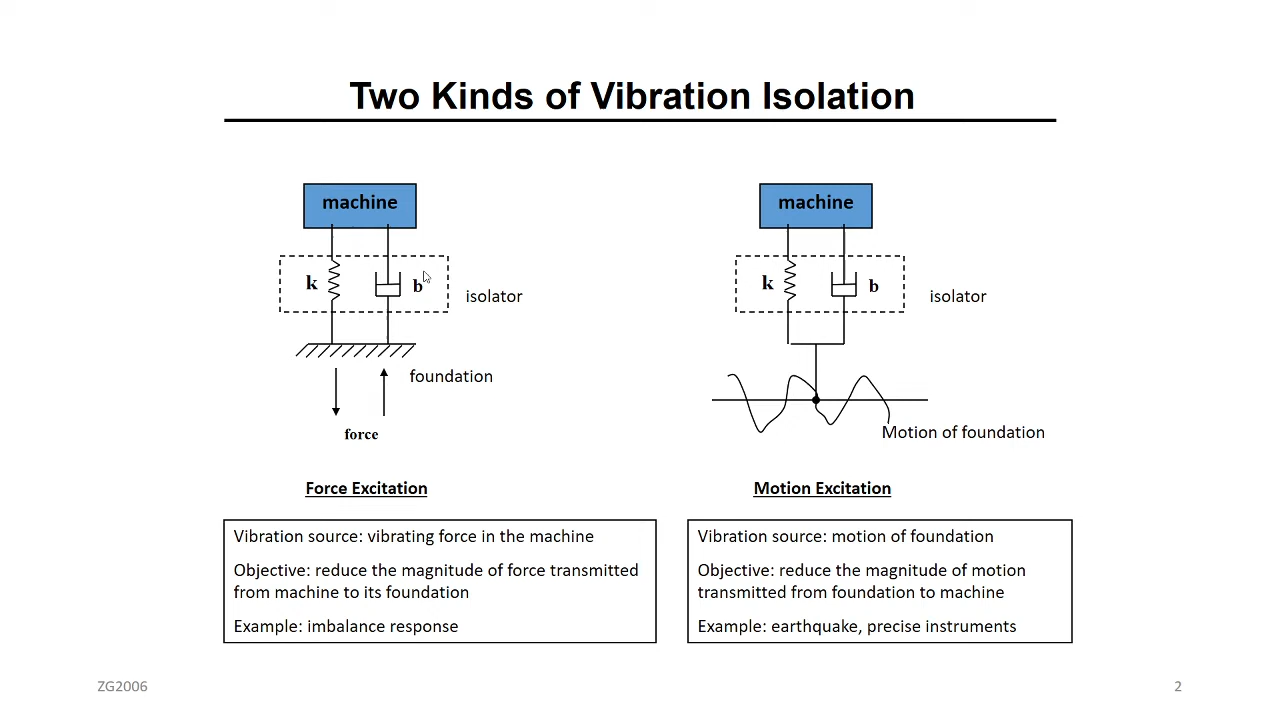 Two Kinds of Vibration Isolation
machine
k
b
isolator
foundation
force
Force Excitation
Vibration source: vibrating force in the machine
Objective: reduce the magnitude of force transmitted
from machine to its foundation
Example: imbalance response
machine
k
b
isolator
Motion of foundation
Motion Excitation
Vibration source: motion of foundation
Objective: reduce the magnitude of motion
transmitted from foundation to machine
Example: earthquake, precise instruments
ZG2006
2